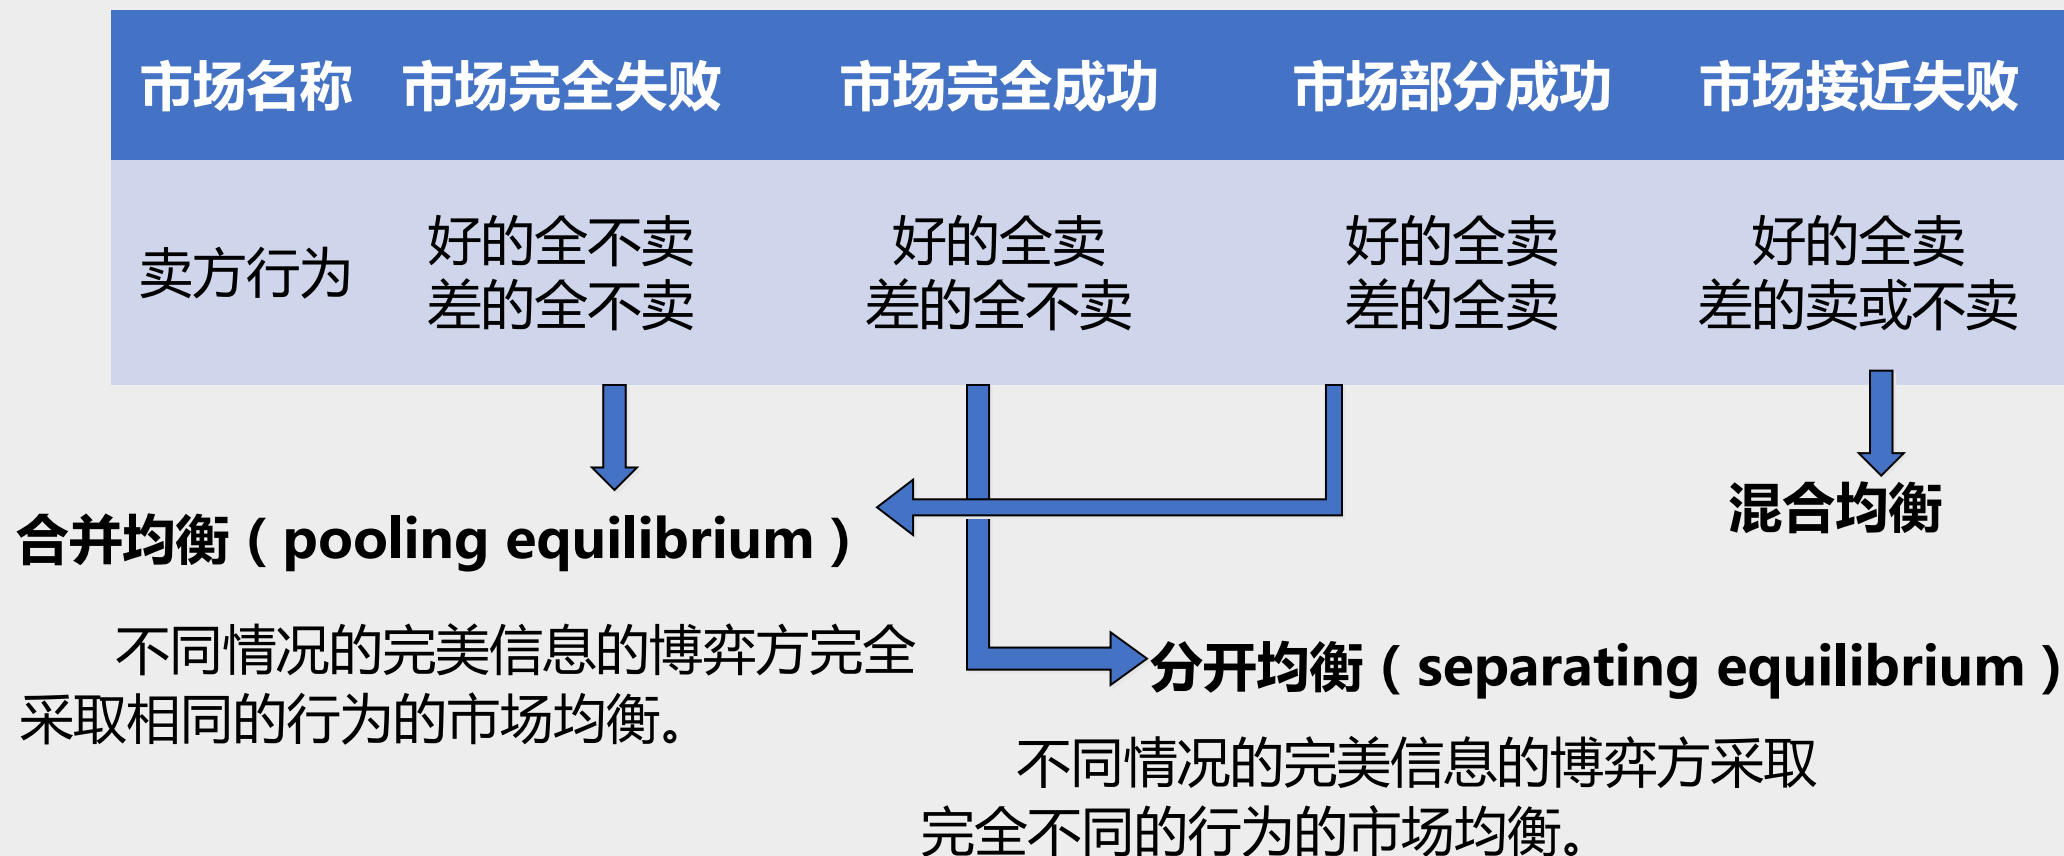 市场名称 市场完全失败 市场完全成功 市场部分成功 市场接近失败
卖方行为
好的全不卖
差的全不卖
好的全卖
差的全不卖
好的全卖
差的全卖
好的全卖
差的卖或不卖
合并均衡（pooling equilibrium）
混合均衡
不同情况的完美信息的博弈方完全
采取相同的行为的市场均衡。
分开均衡（separating equilibrium）
不同情况的完美信息的博弈方采取
完全不同的行为的市场均衡。